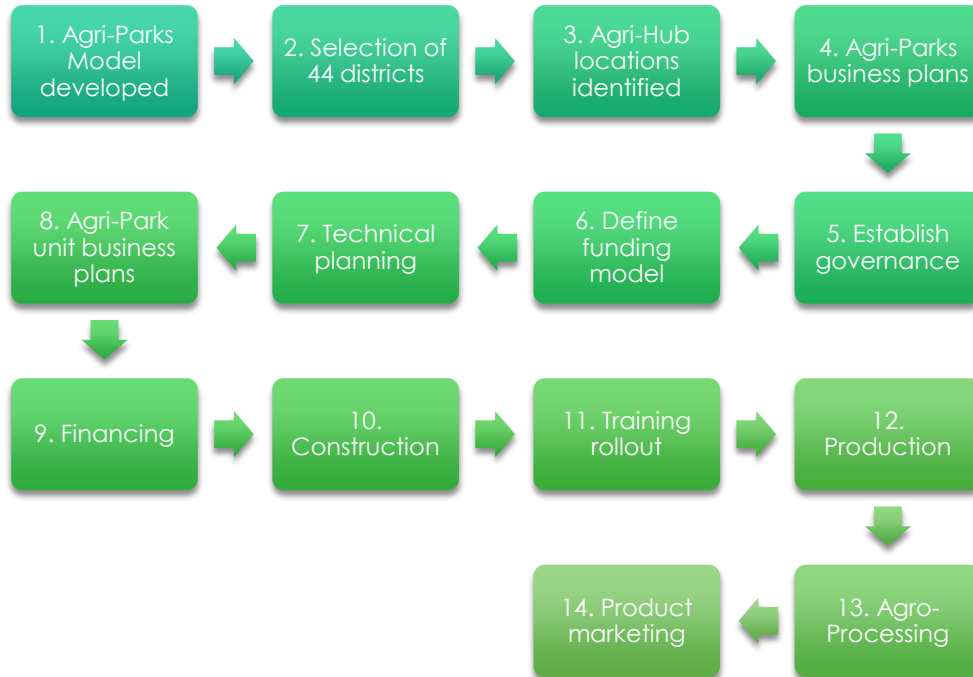 1. Agri-Parks
Model
developed
2. Selection of
44 districts
3. Agri-Hub
locations
identified
4. Agri-Parks
business plans
5. Establish
governance
6. Define
funding
model
7. Technical
planning
8. Agri-Park
unit business
plans
9. Financing
10.
Construction
11. Training
rollout
12.
Production
13. Agro-
Processing
14. Product
marketing